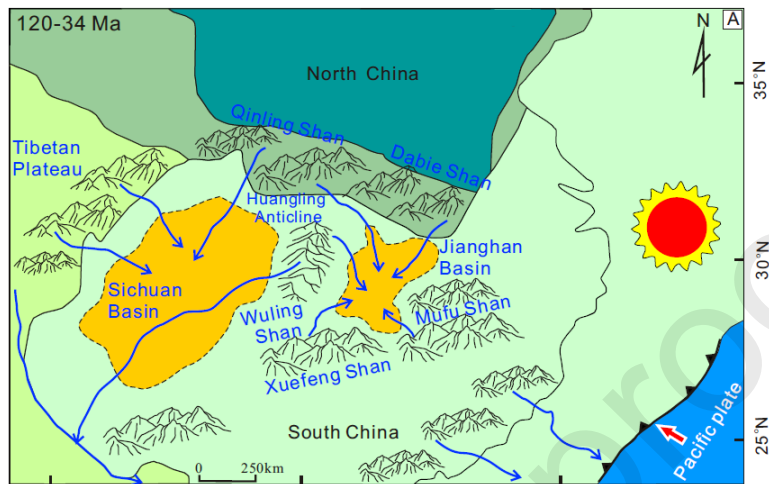 120-34 Ma
A
N
North China
35°N
Qinling Shan
Tibetan
Plateau
Dabie Shan
Huangling
Anticline
Jianghan
Basin
30°N
Sichuan
Basin
Wuling
Shan
Mufu Shan
Xuefeng Shan
South China
25°N
Pacific plate
0 250km